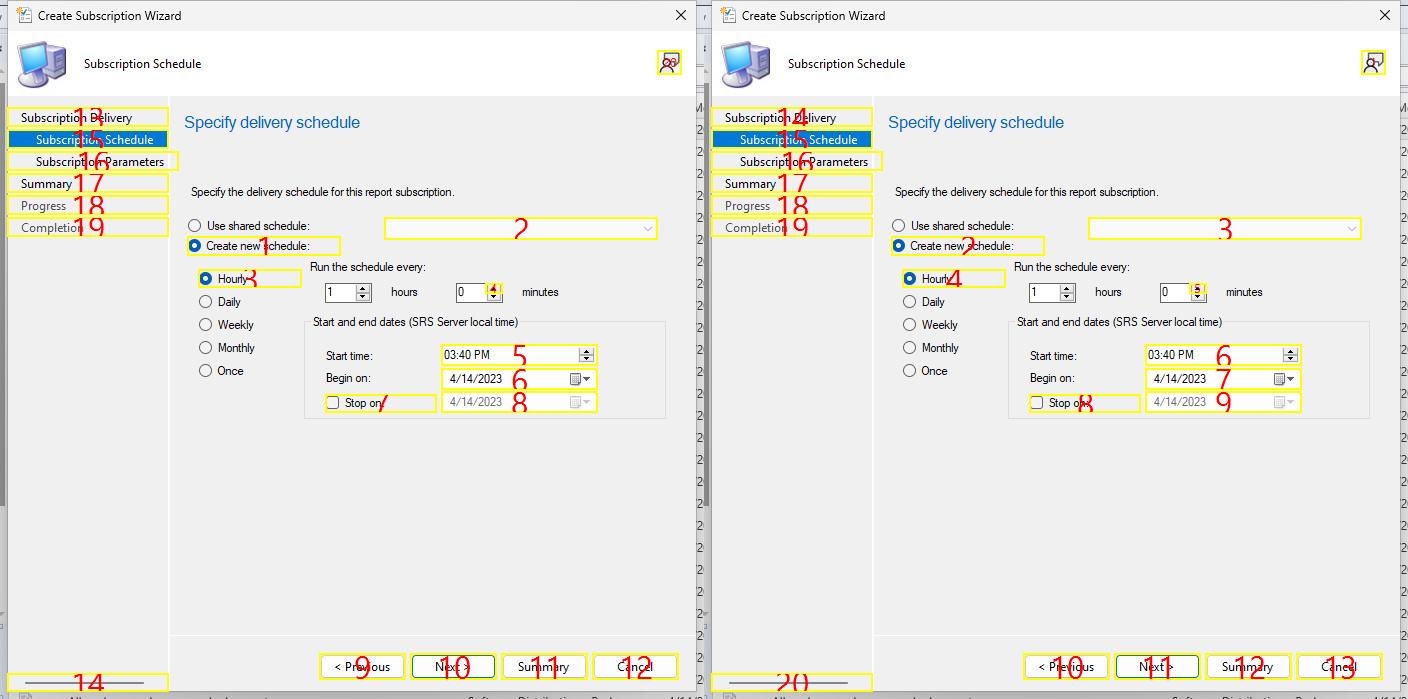 Create Subscription Wizard
Subscription Schedule
20
13
Subscription Delivery
15
Subscription Schedule
16
Subscription Parameters
17
Summary
18
Progress
19
Completion
14
Specify delivery schedule
Specify the delivery schedule for this report subscription.
Use shared schedule:
2
Create new schedule:
1
Hourly
3
Daily
Weekly
Monthly
Once
Run the schedule every:
1 hours 0 minutes
4
Start and end dates (SRS Server local time)
Start time: 03:40 PM
5
Begin on: 4/14/2023
6
Stop on: 4/14/2023
7 8
< Previous Next > Summary Cancel
9 10 11 12
Create Subscription Wizard
Subscription Schedule
1
14
Subscription Delivery
15
Subscription Schedule
16
Subscription Parameters
17
Summary
18
Progress
19
Completion
20
Specify delivery schedule
Specify the delivery schedule for this report subscription.
Use shared schedule:
3
Create new schedule:
2
Hourly
4
Daily
Weekly
Monthly
Once
Run the schedule every:
1 hours 0 minutes
5
Start and end dates (SRS Server local time)
Start time: 03:40 PM
6
Begin on: 4/14/2023
7
Stop on: 4/14/2023
8 9
< Previous Next > Summary Cancel
10 11 12 13